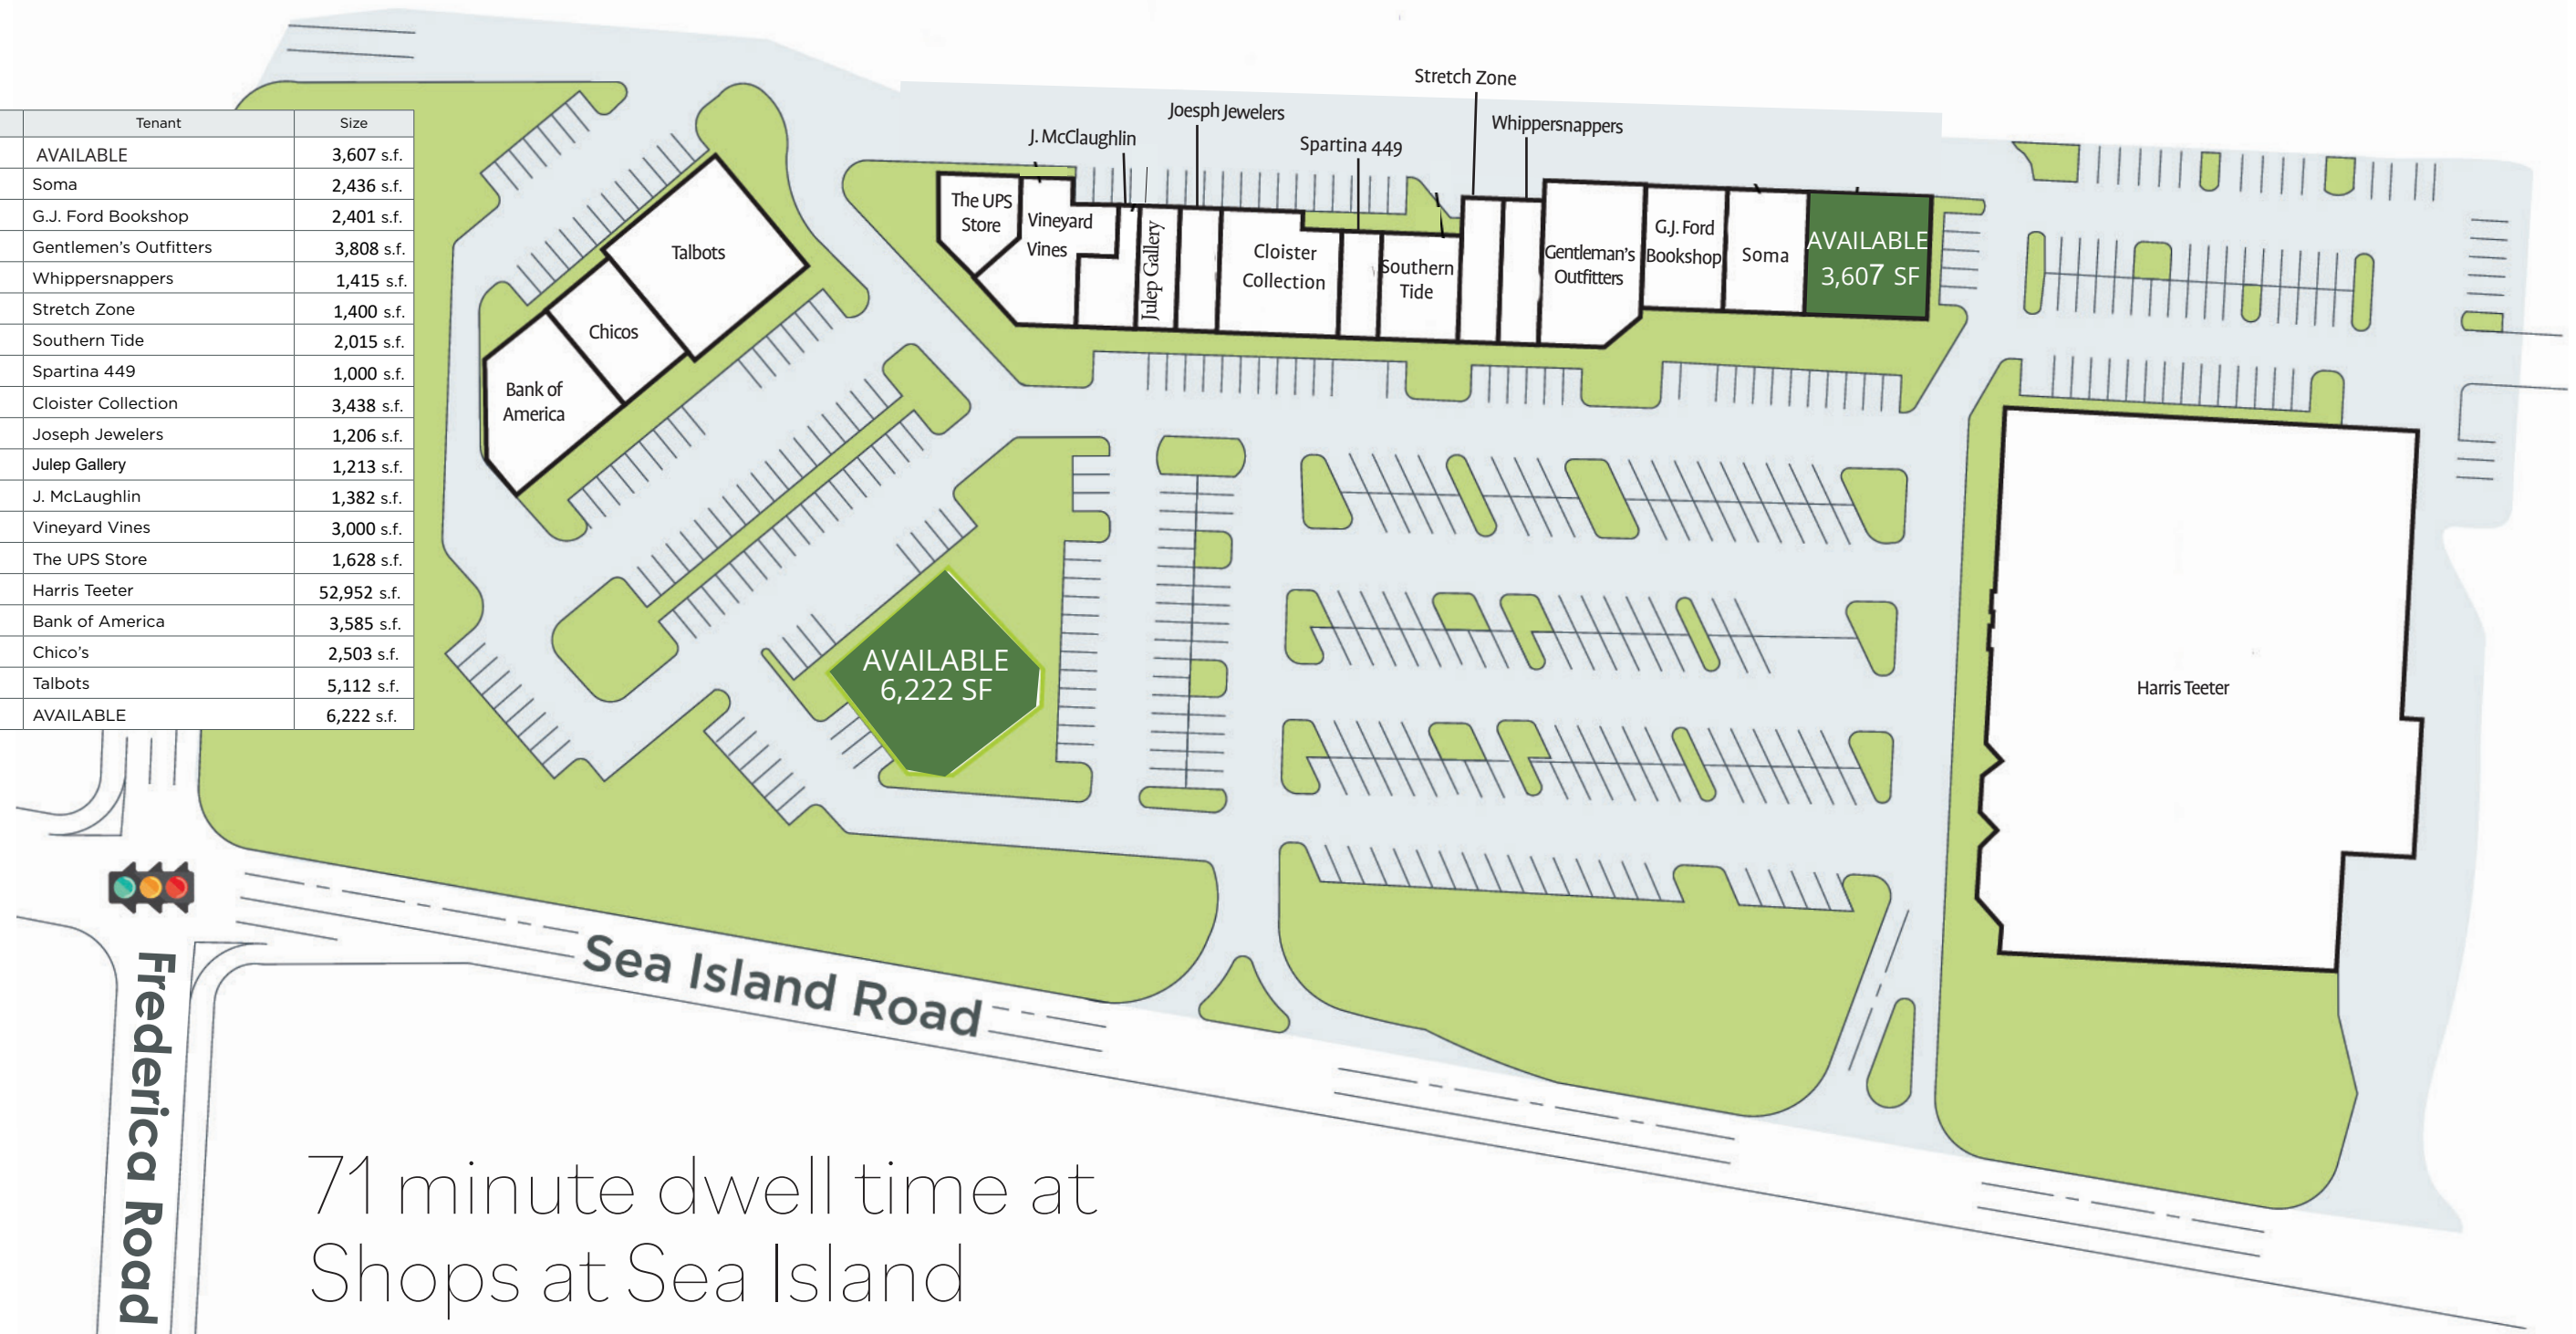 Tenant Size
AVAILABLE 3,607 s.f.
Soma 2,436 s.f.
G.J. Ford Bookshop 2,401 s.f.
Gentlemen's Outfitters 3,808 s.f.
Whippersnappers 1,415 s.f.
Stretch Zone 1,400 s.f.
Southern Tide 2,015 s.f.
Spartina 449 1,000 s.f.
Cloister Collection 3,438 s.f.
Joseph Jewelers 1,206 s.f.
Julep Gallery 1,213 s.f.
J. McLaughlin 1,382 s.f.
Vineyard Vines 3,000 s.f.
The UPS Store 1,628 s.f.
Harris Teeter 52,952 s.f.
Bank of America 3,585 s.f.
Chico's 2,503 s.f.
Talbots 5,112 s.f.
AVAILABLE 6,222 s.f.
Stretch Zone
Joesph Jewelers
Whippersnappers
J. McClaughlin
Spartina 449
The UPS
Store
Vineyard
Vines
Julep Gallery
Cloister
Collection
Southern
Tide
Gentleman's
Outfitters
G.J. Ford
Bookshop
Soma
AVAILABLE
3,607 SF
Talbots
Chicos
Bank of
America
AVAILABLE
6,222 SF
Harris Teeter
Sea Island Road
Frederica Road
71 minute dwell time at
Shops at Sea Island